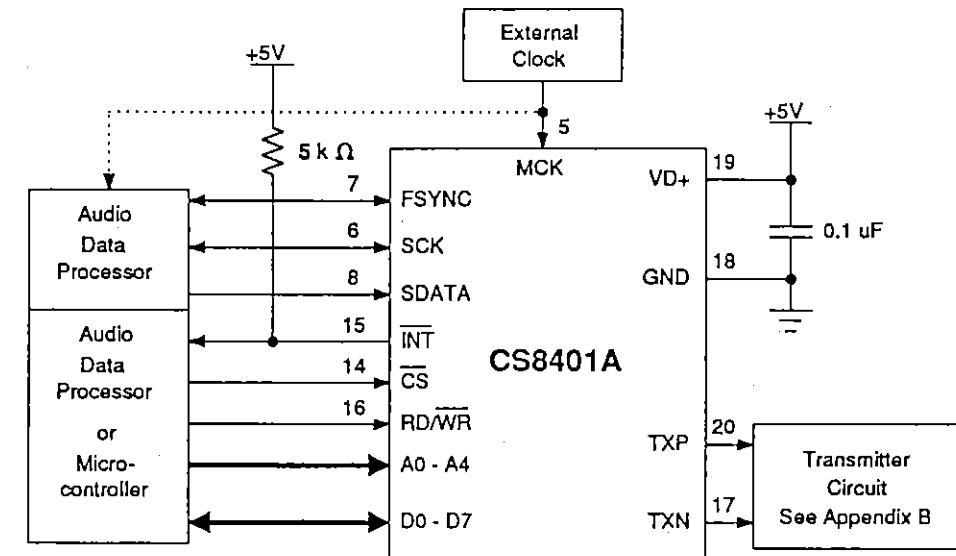 External
Clock
+5V
5
+5V
5 k Ω
MCK
19
VD+
7
FSYNC
Audio
Data
Processor
6
SCK
0.1 uF
18
GND
8
SDATA
15
INT
Audio
Data
Processor
or
Micro-
controller
CS8401A
14
CS
16
RD/WR
20
TXP
A0 - A4
Transmitter
Circuit
See Appendix B
17
TXN
D0 - D7